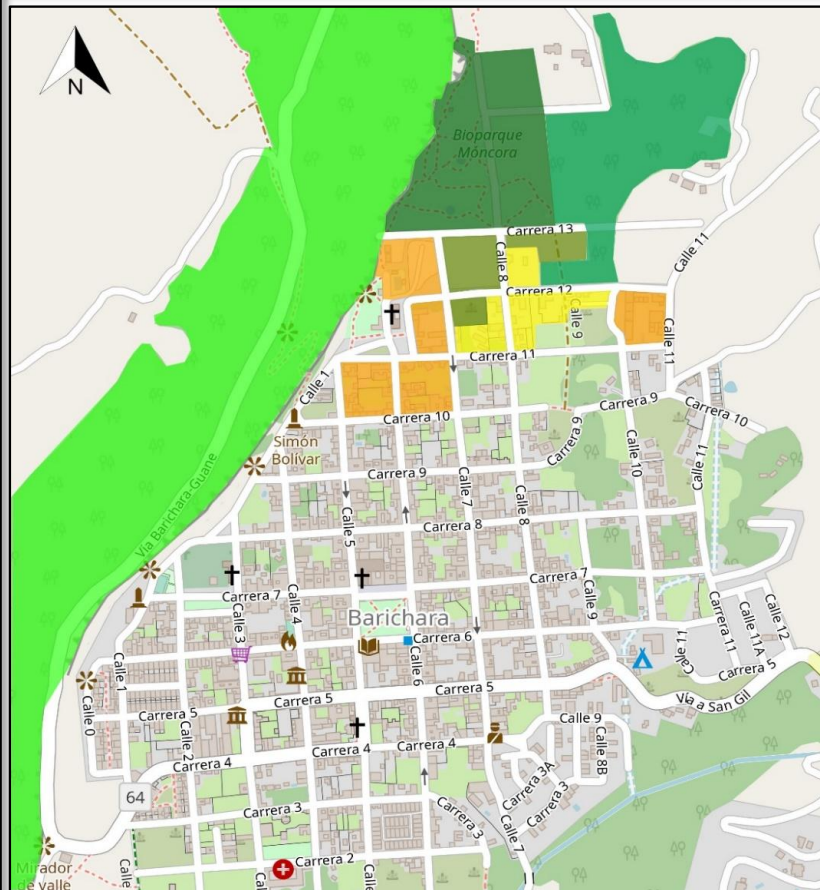 N
Bioparque
Móncora
Carrera 13
Calle 8
Calle 11
Carrera 12
Calle 9
Calle 11
Carrera 11
Calle 1
Carrera 10
Carrera 9
Carrera 10
Simón
Bolívar
Carrera 9
Calle 10
Calle 11
Carrera 9
Calle 7
Calle 8
Vía Barichara-Guane
Calle 5
Carrera 8
Carrera 7
Calle 9
Carrera 7
Calle 3
Calle 4
Barichara
Carrera 6
Calle 6
Calle 11
Carrera 11
Calle 11A
Calle 12
Carrera 5
Calle 1
Vía a San Gil
Carrera 5
Carrera 5
Carrera 5
Calle 0
Calle 2
Calle 9
Calle 8B
Carrera 4
Carrera 4
Carrera 4
Carrera 3A
Carrera 3
64
Carrera 3
Carrera 3
Calle 7
Carrera 2
Mirador
de valle